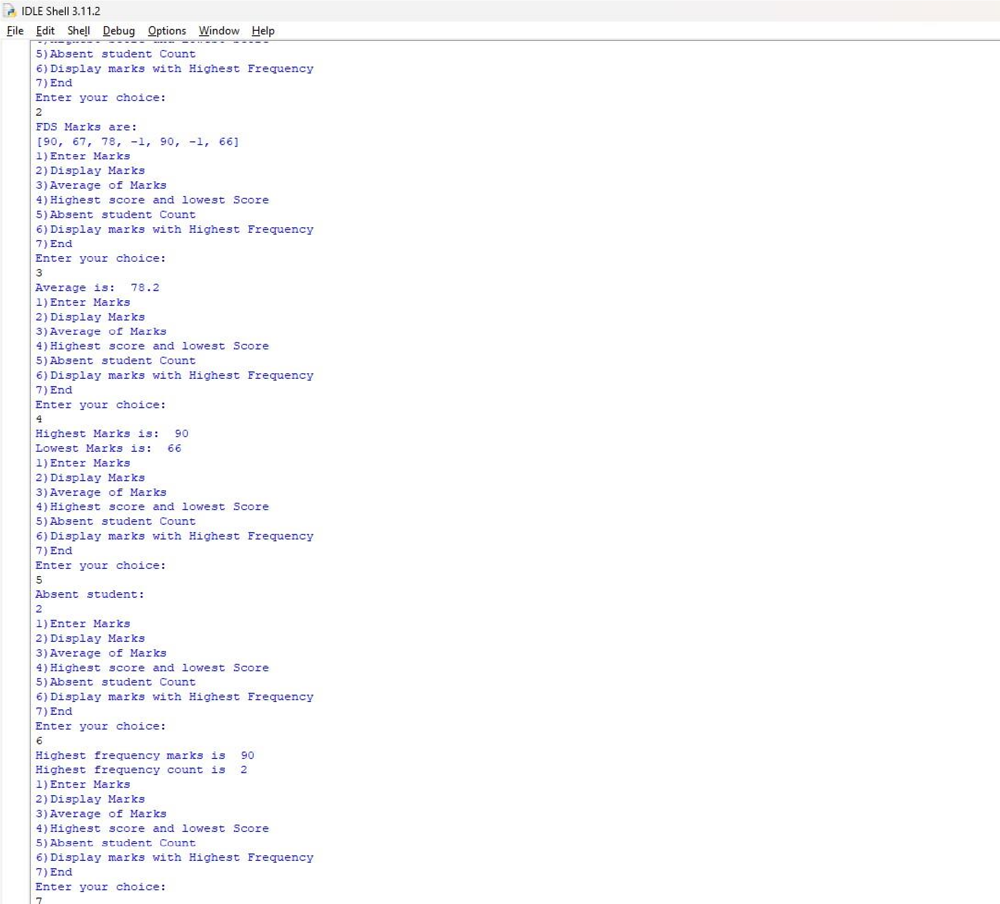 IDLE Shell 3.11.2
File Edit Shell Debug Options Window Help
4)Highest score and lowest Score
5)Absent student Count
6)Display marks with Highest Frequency
7)End
Enter your choice:
2
FDS Marks are:
[90, 67, 78, -1, 90, -1, 66]
1)Enter Marks
2)Display Marks
3)Average of Marks
4)Highest score and lowest Score
5)Absent student Count
6)Display marks with Highest Frequency
7)End
Enter your choice:
3
Average is:  78.2
1)Enter Marks
2)Display Marks
3)Average of Marks
4)Highest score and lowest Score
5)Absent student Count
6)Display marks with Highest Frequency
7)End
Enter your choice:
4
Highest Marks is:  90
Lowest Marks is:  66
1)Enter Marks
2)Display Marks
3)Average of Marks
4)Highest score and lowest Score
5)Absent student Count
6)Display marks with Highest Frequency
7)End
Enter your choice:
5
Absent student:
2
1)Enter Marks
2)Display Marks
3)Average of Marks
4)Highest score and lowest Score
5)Absent student Count
6)Display marks with Highest Frequency
7)End
Enter your choice:
6
Highest frequency marks is  90
Highest frequency count is  2
1)Enter Marks
2)Display Marks
3)Average of Marks
4)Highest score and lowest Score
5)Absent student Count
6)Display marks with Highest Frequency
7)End
Enter your choice:
7